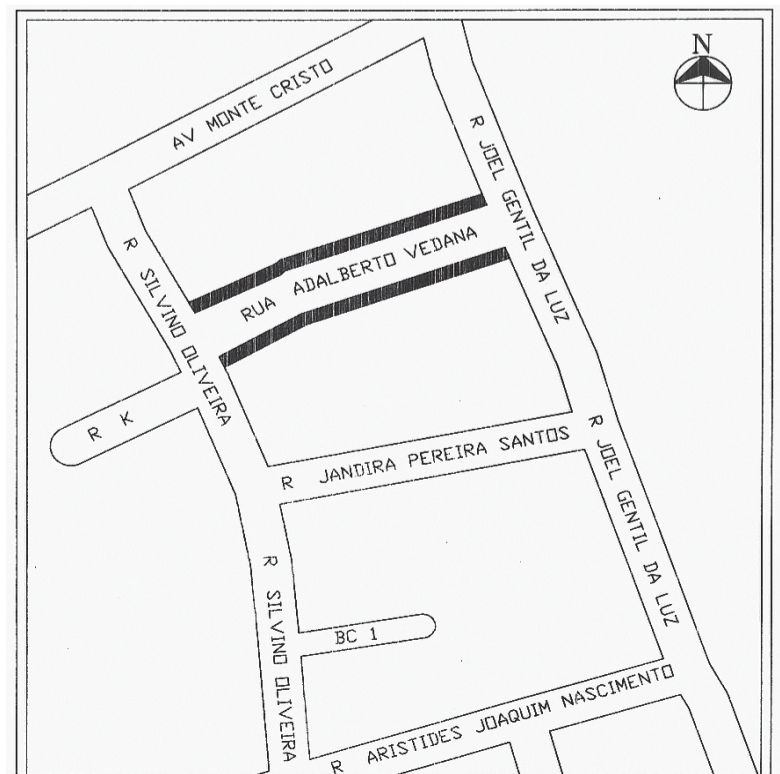 N
AV MONTE CRISTO
R JOEL GENTIL DA LUZ
RUA ADALBERTO VEDANA
R SILVINO OLIVEIRA
R K
R JANDIRA PEREIRA SANTOS
R JOEL GENTIL DA LUZ
R SILVINO OLIVEIRA
BC 1
R ARISTIDES JOAQUIM NASCIMENTO